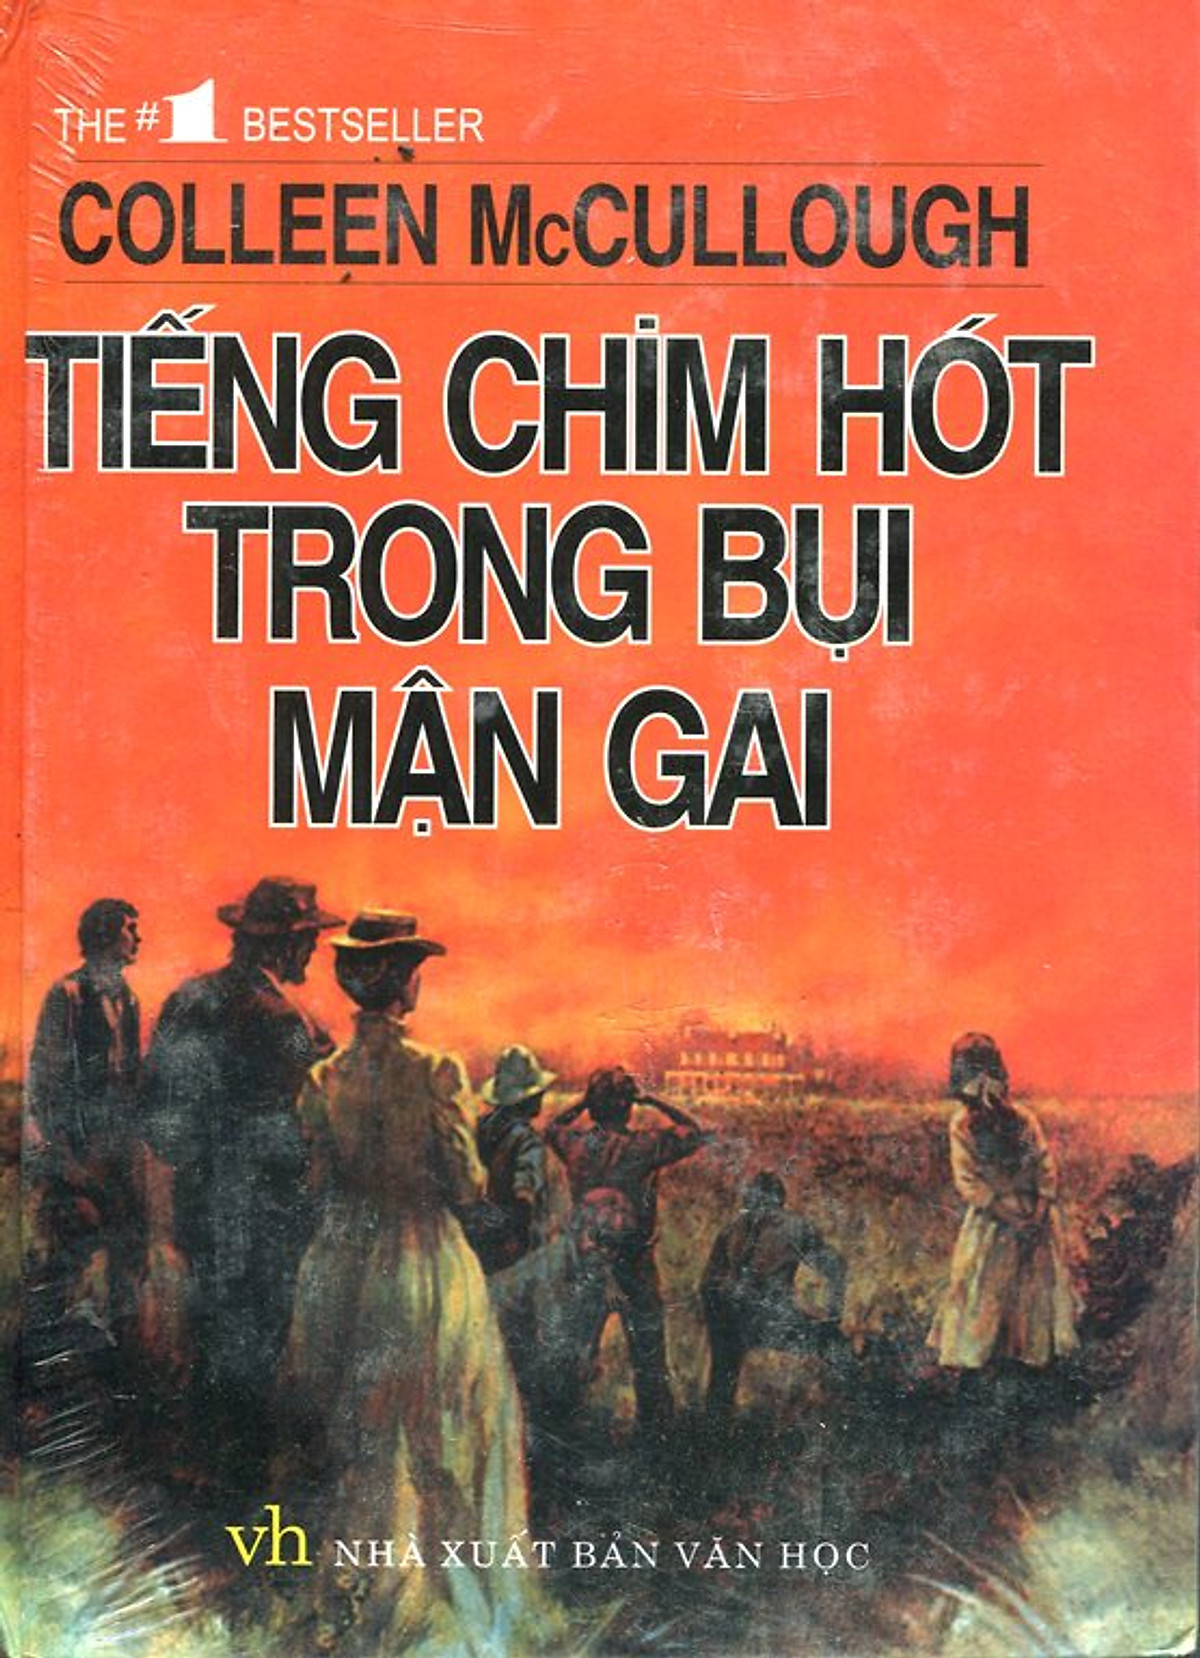 THE #1 BESTSELLER
COLLEEN McCULLOUGH
TIẾNG CHIM HÓT
TRONG BỤI
MẬN GAI
vh NHÀ XUẤT BẢN VĂN HỌC